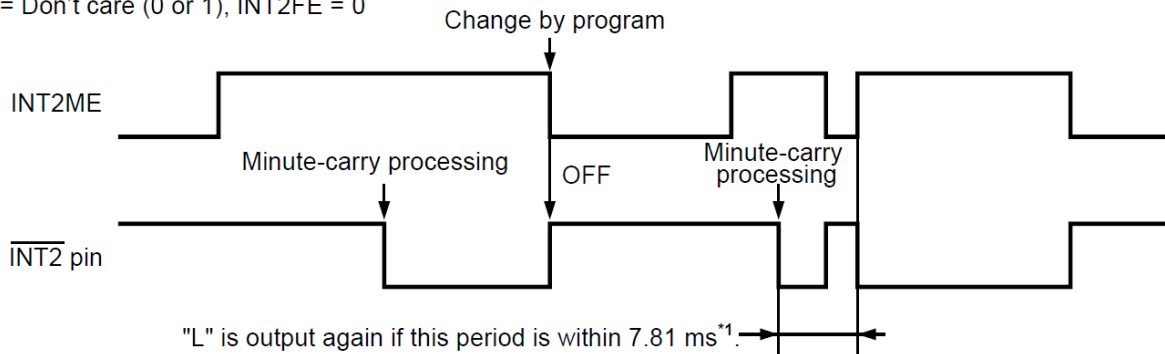 = Don't care (0 or 1), INT2FE = 0
Change by program
INT2ME
Minute-carry processing
OFF
Minute-carry
processing
INT2 pin
"L" is output again if this period is within 7.81 ms*1.